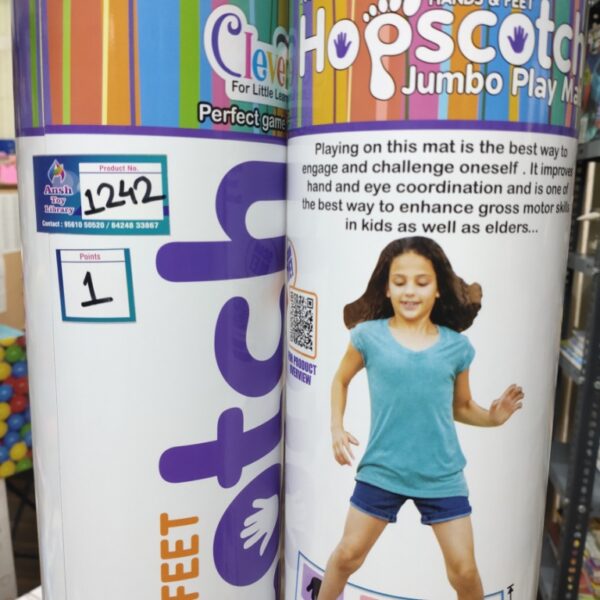 Clever
For Little Lear
Perfect game
Ansh
Toy
Library
Product No.
1242
Contact : 95610 50520 / 84248 33867
Points
1
FEET
otch
HANDS & FEET
Hopscotch
Jumbo Play Ma
Playing on this mat is the best way to
engage and challenge oneself . It improves
hand and eye coordination and is one of
the best way to enhance gross motor skills
in kids as well as elders...
PRODUCT
OVERVIEW